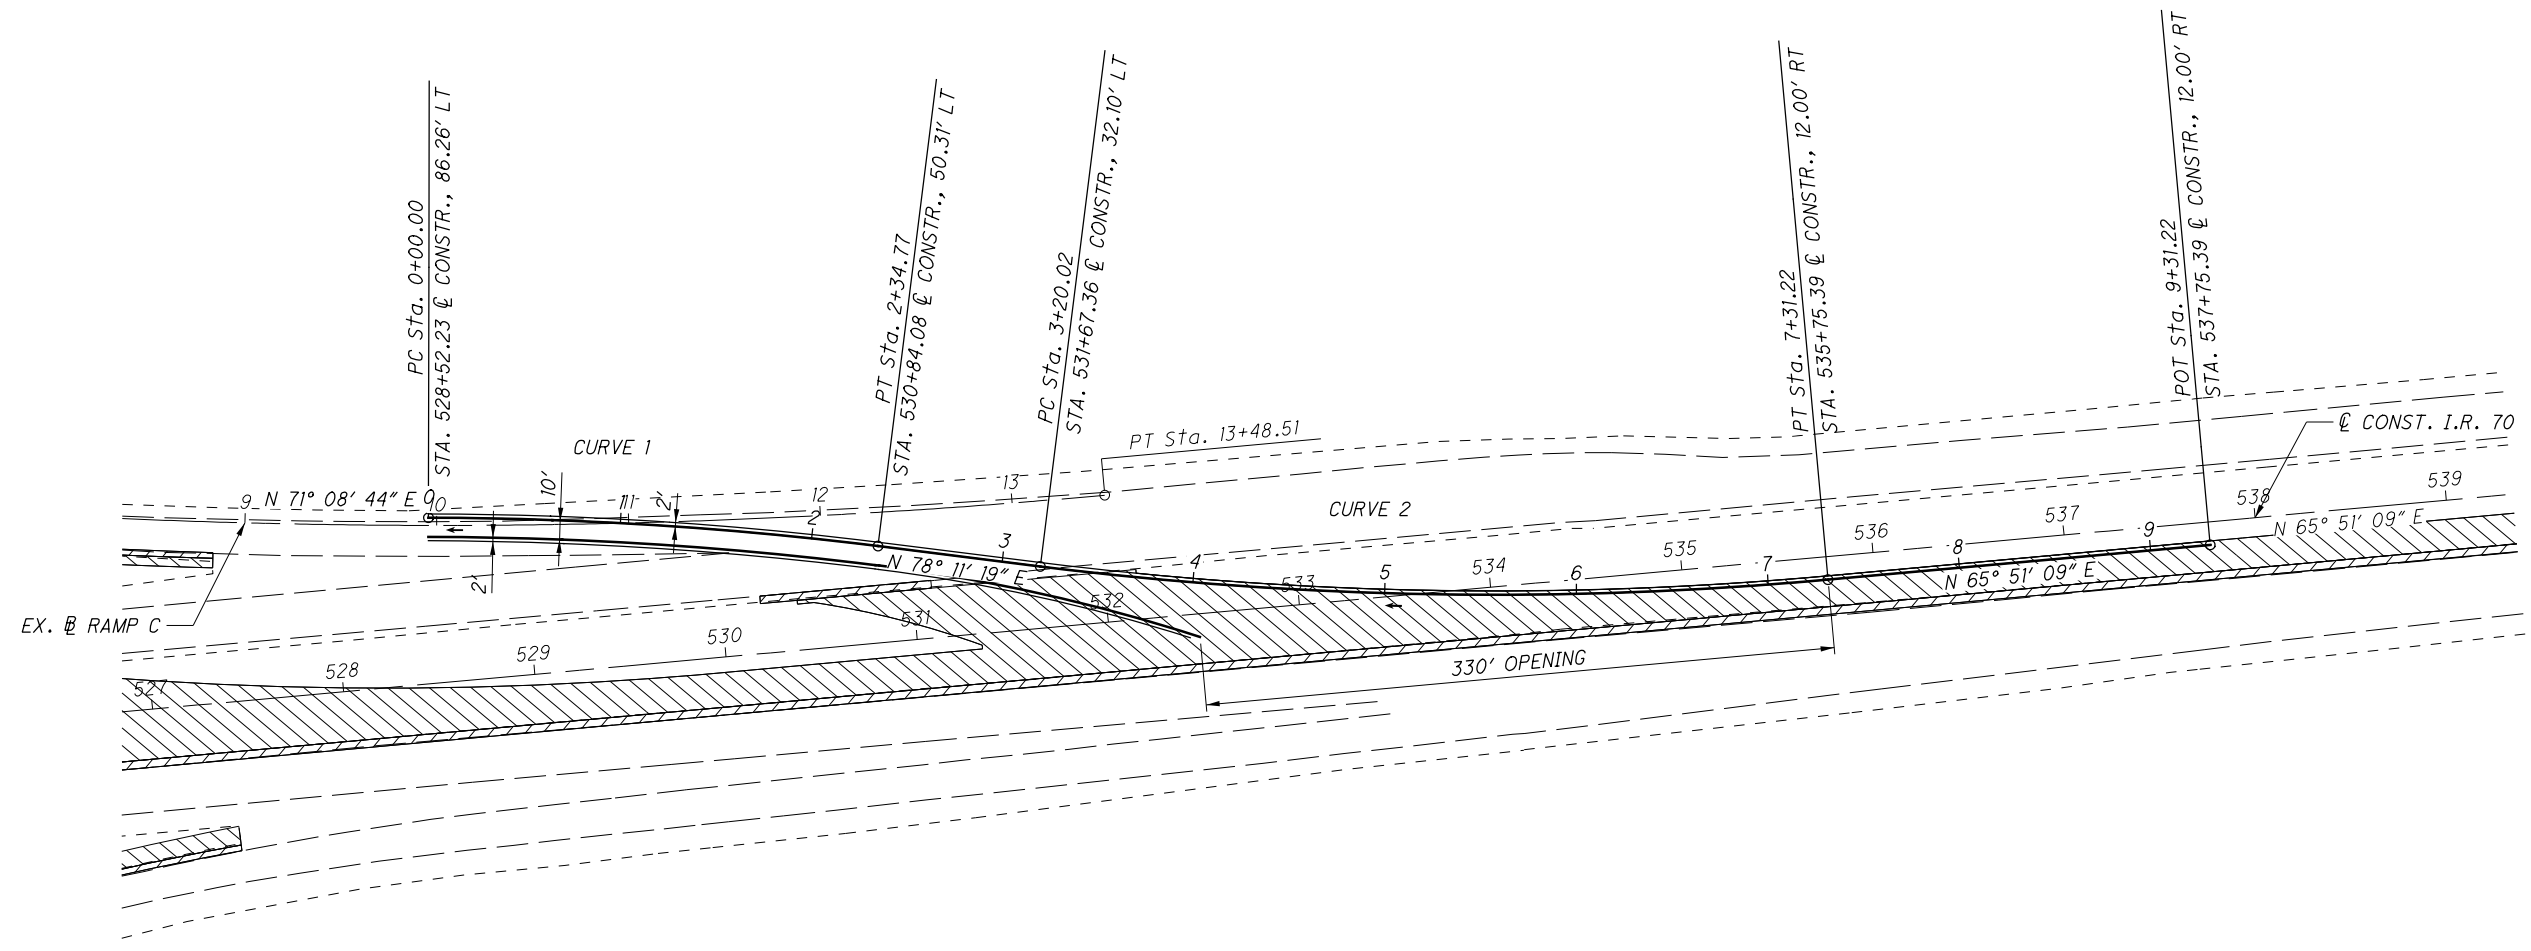 PC Sta. 0+00.00
STA. 528+52.23 ℄ CONSTR., 86.26' LT
PT Sta. 2+34.77
STA. 530+84.08 ℄ CONSTR., 50.31' LT
PC Sta. 3+20.02
STA. 531+67.36 ℄ CONSTR., 32.10' LT
PT Sta. 7+31.22
STA. 535+75.39 ℄ CONSTR., 12.00' RT
POT Sta. 9+31.22
STA. 537+75.39 ℄ CONSTR., 12.00' RT
CURVE 1
PT Sta. 13+48.51
℄ CONST. I.R. 70
CURVE 2
9
N 71° 08' 44" E
0
10
10'
1
11
2'
12
2
13
2'
3
N 78° 11' 19" E
4
5
6
7
8
9
N 65° 51' 09" E
N 65° 51' 09" E
EX. ⅊ RAMP C
527
528
529
530
531
532
533
534
535
536
537
538
539
330' OPENING